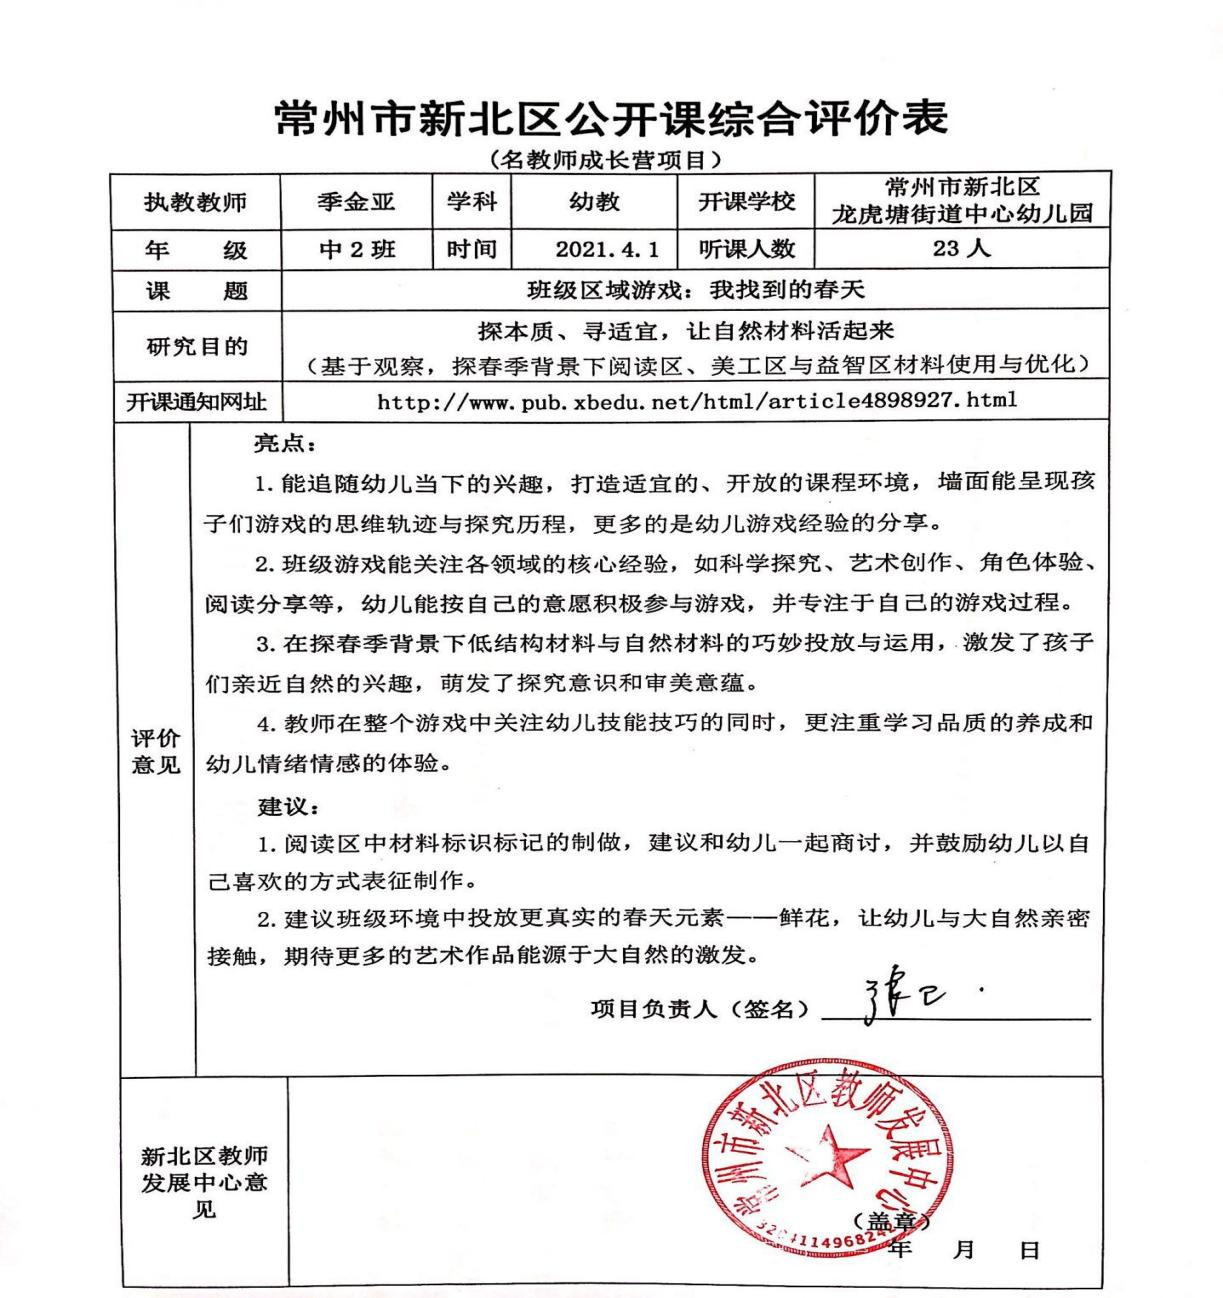 常州市新北区公开课综合评价表
（名教师成长营项目）
执教教师 季金亚 学科 幼教 开课学校 常州市新北区
龙虎塘街道中心幼儿园
年 级 中2班 时间 2021.4.1 听课人数 23人
课 题 班级区域游戏：我找到的春天
研究目的 探本质、寻适宜，让自然材料活起来
（基于观察，探春季背景下阅读区、美工区与益智区材料使用与优化）
开课通知网址 http://www.pub.xbedu.net/html/article4898927.html
评价
意见
亮点：
1.能追随幼儿当下的兴趣，打造适宜的、开放的课程环境，墙面能呈现孩
子们游戏的思维轨迹与探究历程，更多的是幼儿游戏经验的分享。
2.班级游戏能关注各领域的核心经验，如科学探究、艺术创作、角色体验、
阅读分享等，幼儿能按自己的意愿积极参与游戏，并专注于自己的游戏过程。
3.在探春季背景下低结构材料与自然材料的巧妙投放与运用，激发了孩子
们亲近自然的兴趣，萌发了探究意识和审美意蕴。
4.教师在整个游戏中关注幼儿技能技巧的同时，更注重学习品质的养成和
幼儿情绪情感的体验。
建议：
1.阅读区中材料标识标记的制做，建议和幼儿一起商讨，并鼓励幼儿以自
己喜欢的方式表征制作。
2.建议班级环境中投放更真实的春天元素——鲜花，让幼儿与大自然亲密
接触，期待更多的艺术作品能源于大自然的激发。
项目负责人（签名）
新北区教师
发展中心意
见
常州市新北区教师发展中心
（盖章）
年 月 日